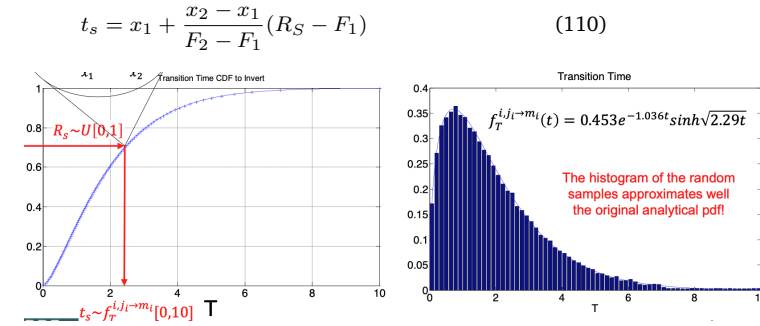 t_s = x_1 + \frac{x_2 - x_1}{F_2 - F_1}(R_S - F_1) (110)
x_1 x_2
Transition Time CDF to Invert
R_s~U[0,1]
1
0.8
0.6
0.4
0.2
0
0 2 4 6 8 10
T
t_s~f_T^{i,j_i→m_i}[0,10]
Transition Time
f_T^{i,j_i→m_i}(t) = 0.453e^{-1.036t}sinh√2.29t
The histogram of the random
samples approximates well
the original analytical pdf!
0.4
0.35
0.3
0.25
0.2
0.15
0.1
0.05
0
0 2 4 6 8
T